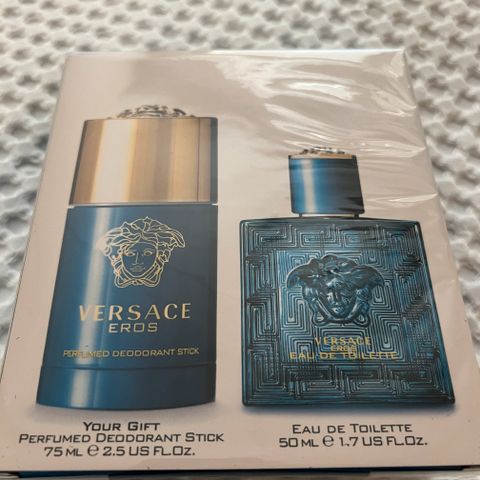 VERSACE
EROS
PERFUMED DEODORANT STICK
VERSACE
EROS
EAU DE TOILETTE
YOUR GIFT
PERFUMED DEODORANT STICK
75 ML ℮ 2.5 US FL.OZ.
EAU DE TOILETTE
50 ML ℮ 1.7 US FL.OZ.